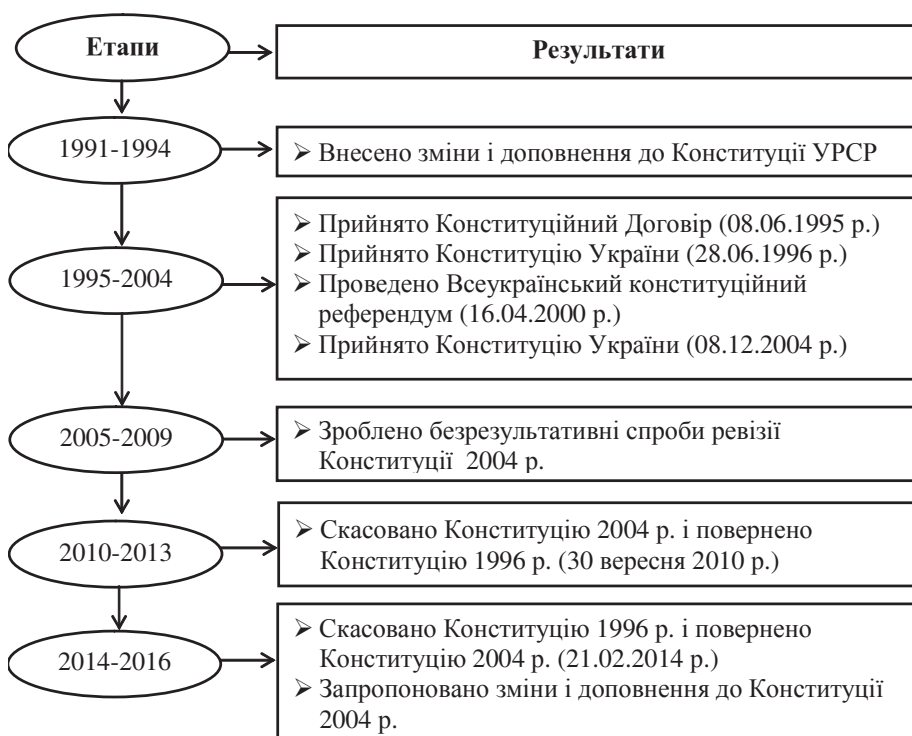 Етапи
Результати
1991-1994
➢ Внесено зміни і доповнення до Конституції УРСР
1995-2004
➢ Прийнято Конституційний Договір (08.06.1995 р.)
➢ Прийнято Конституцію України (28.06.1996 р.)
➢ Проведено Всеукраїнський конституційний
референдум (16.04.2000 р.)
➢ Прийнято Конституцію України (08.12.2004 р.)
2005-2009
➢ Зроблено безрезультативні спроби ревізії
Конституції 2004 р.
2010-2013
➢ Скасовано Конституцію 2004 р. і повернено
Конституцію 1996 р. (30 вересня 2010 р.)
2014-2016
➢ Скасовано Конституцію 1996 р. і повернено
Конституцію 2004 р. (21.02.2014 р.)
➢ Запропоновано зміни і доповнення до Конституції
2004 р.